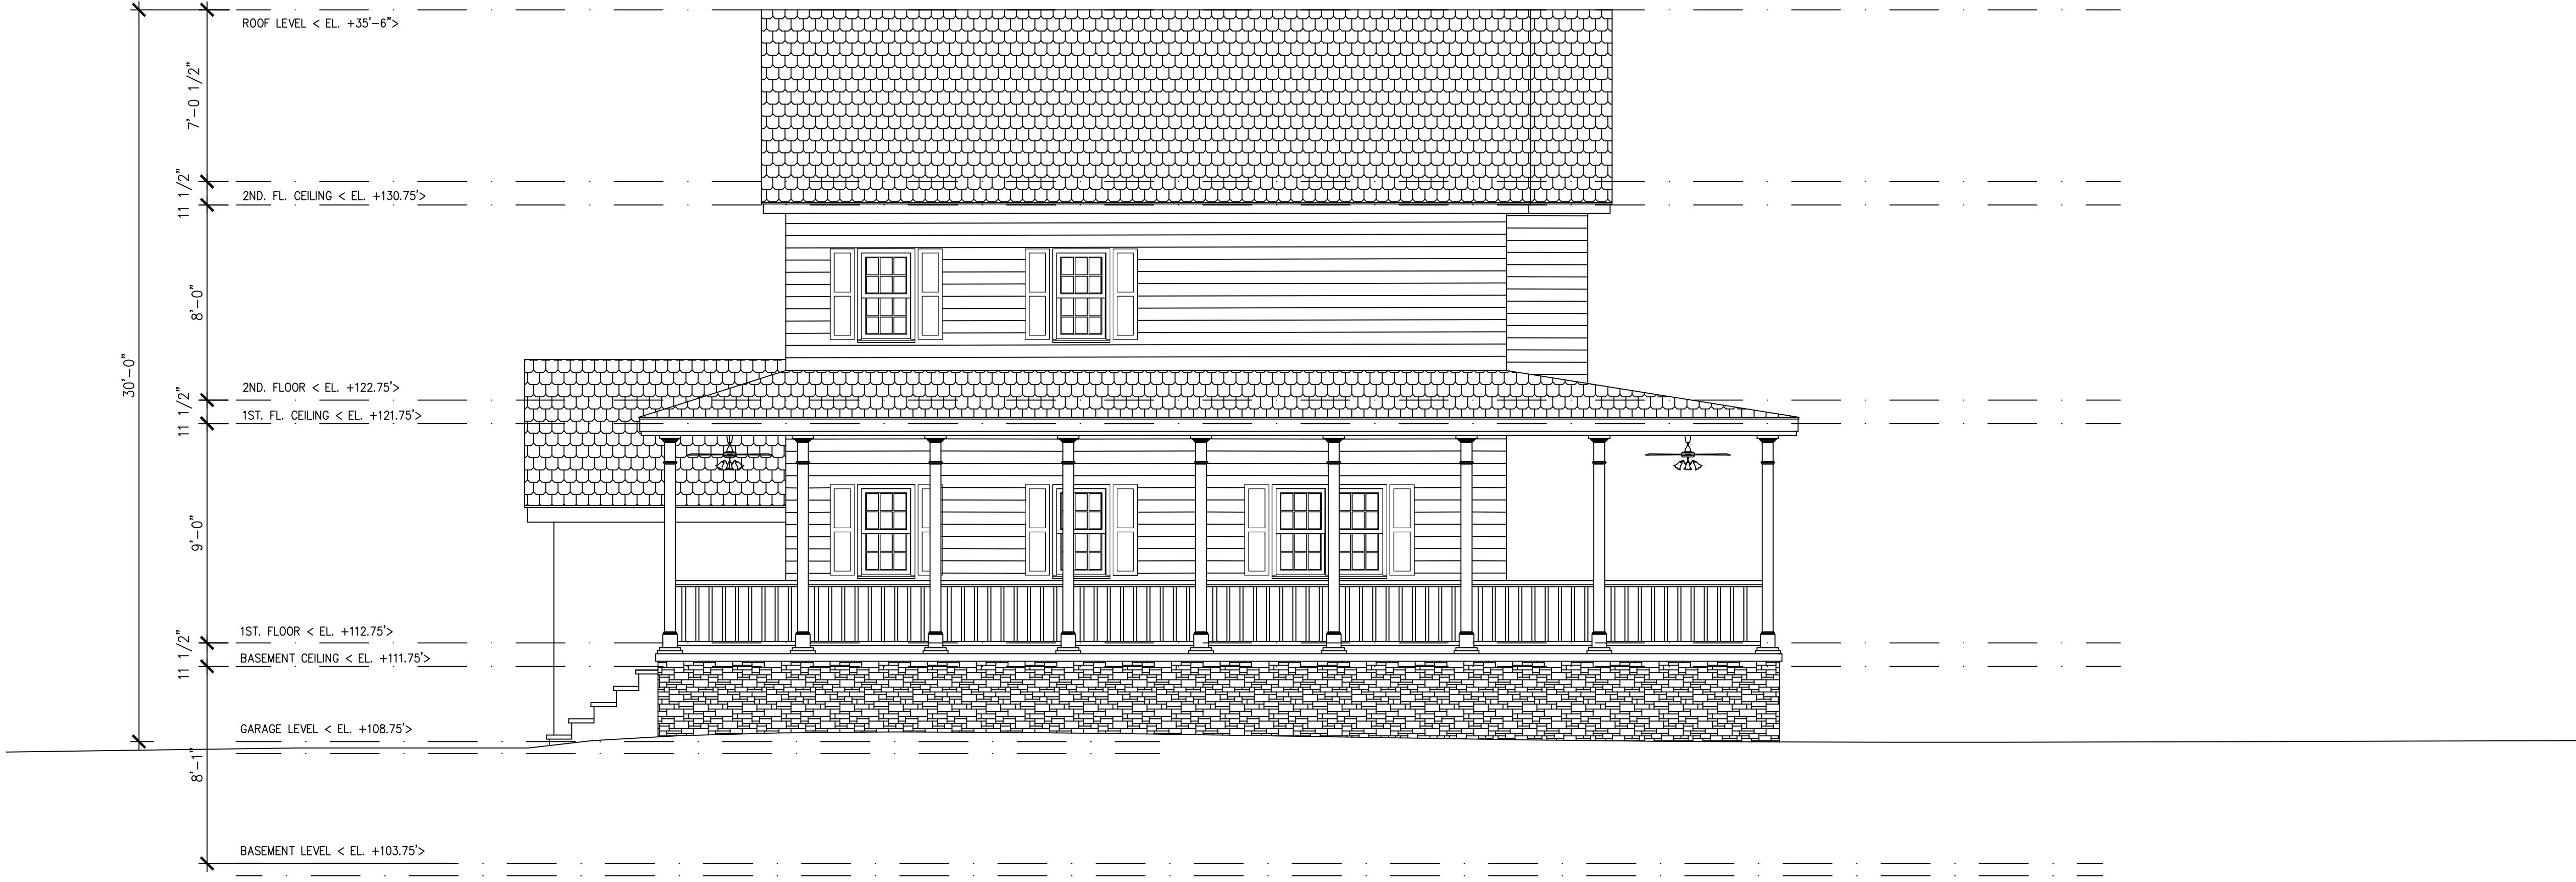 ROOF LEVEL < EL. +35'-6">
7'-0 1/2"
11 1/2"
2ND. FL. CEILING < EL. +130.75'>
8'-0"
30'-0"
2ND. FLOOR < EL. +122.75'>
11 1/2"
1ST. FL. CEILING < EL. +121.75'>
9'-0"
1ST. FLOOR < EL. +112.75'>
11 1/2"
BASEMENT CEILING < EL. +111.75'>
GARAGE LEVEL < EL. +108.75'>
8'-1"
BASEMENT LEVEL < EL. +103.75'>